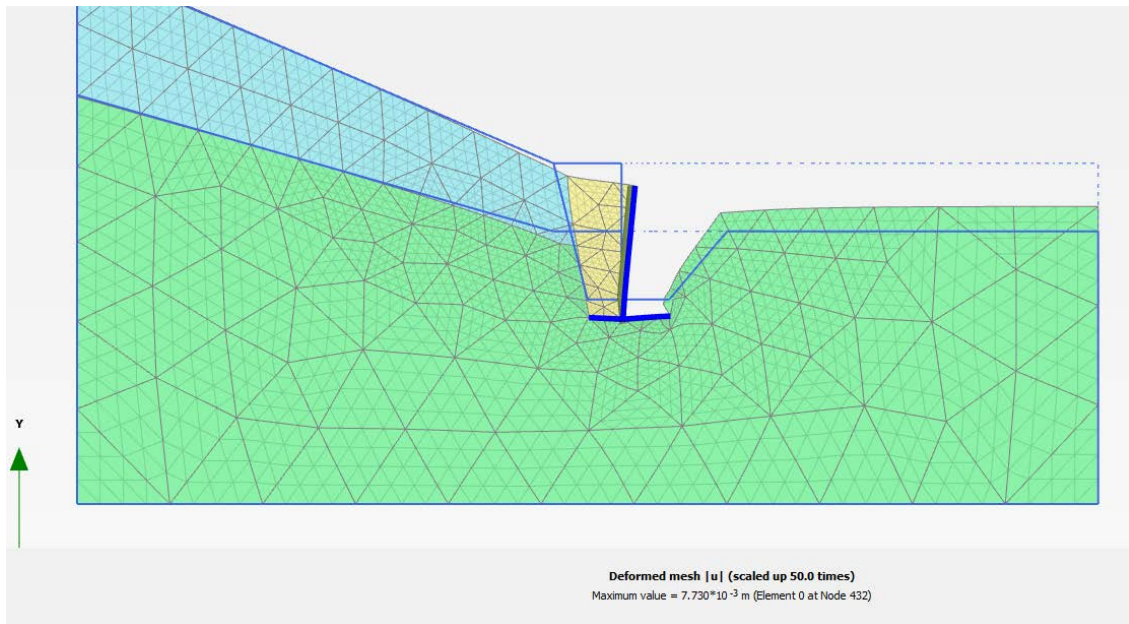 Y
Deformed mesh |u| (scaled up 50.0 times)
Maximum value = 7.730*10 -3 m (Element 0 at Node 432)